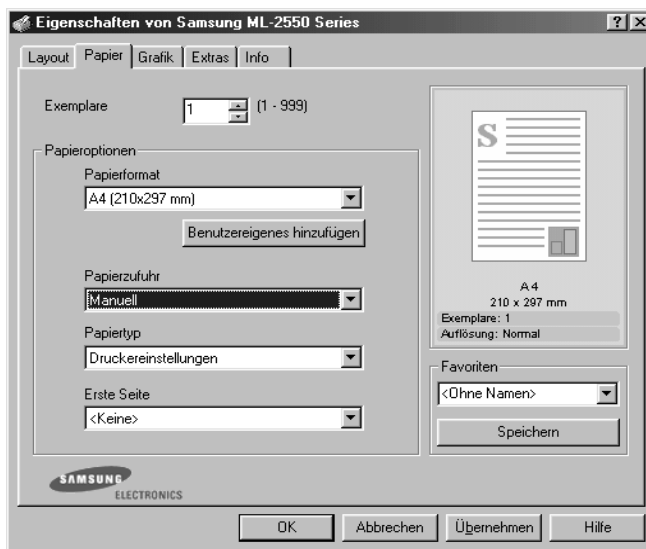 Eigenschaften von Samsung ML-2550 Series
Layout Papier Grafik Extras Info
Exemplare 1 (1 - 999)
Papieroptionen
Papierformat
A4 (210x297 mm)
Benutzereigenes hinzufügen
Papierzufuhr
Manuell
Papiertyp
Druckereinstellungen
Erste Seite
<Keine>
S
A4
210 x 297 mm
Exemplare: 1
Auflösung: Normal
Favoriten
<Ohne Namen>
Speichern
SAMSUNG
ELECTRONICS
OK Abbrechen Übernehmen Hilfe